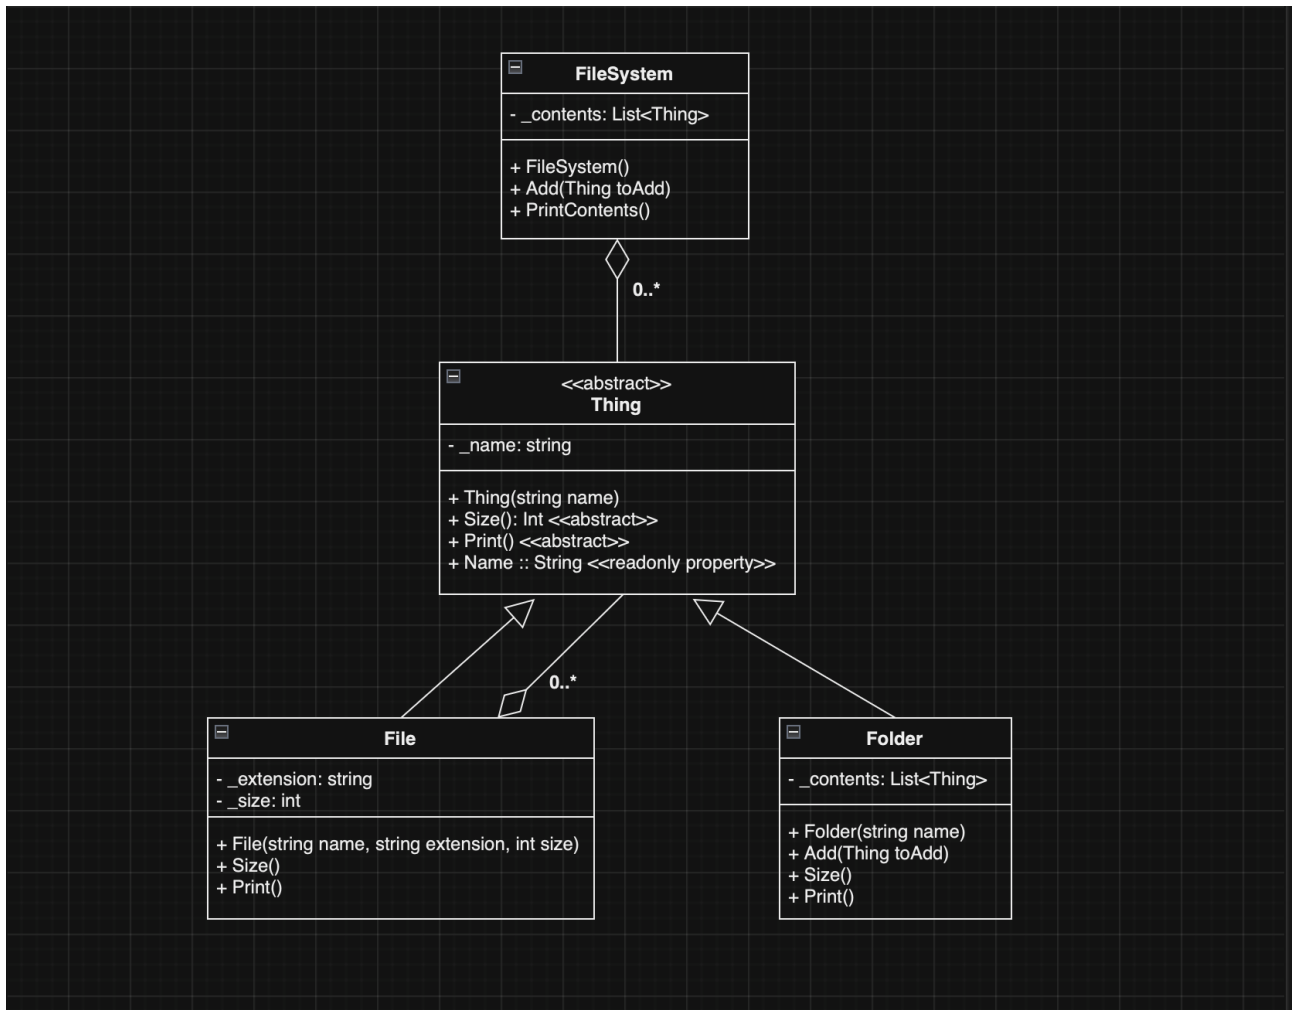 FileSystem
- _contents: List<Thing>
+ FileSystem()
+ Add(Thing toAdd)
+ PrintContents()
0..*
<<abstract>>
Thing
- _name: string
+ Thing(string name)
+ Size(): Int <<abstract>>
+ Print() <<abstract>>
+ Name :: String <<readonly property>>
0..*
File
- _extension: string
- _size: int
+ File(string name, string extension, int size)
+ Size()
+ Print()
Folder
- _contents: List<Thing>
+ Folder(string name)
+ Add(Thing toAdd)
+ Size()
+ Print()